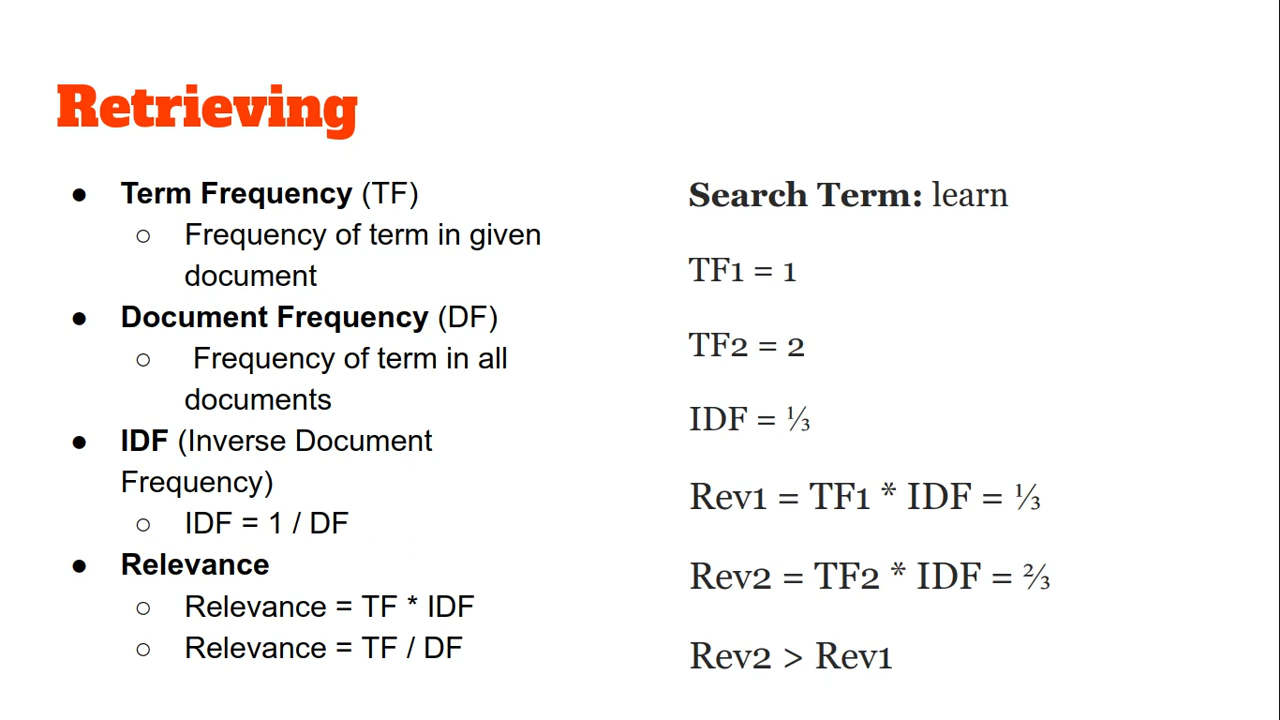 Retrieving
● Term Frequency (TF)
○ Frequency of term in given
document
● Document Frequency (DF)
○ Frequency of term in all
documents
● IDF (Inverse Document
Frequency)
○ IDF = 1 / DF
● Relevance
○ Relevance = TF * IDF
○ Relevance = TF / DF
Search Term: learn
TF1 = 1
TF2 = 2
IDF = ⅓
Rev1 = TF1 * IDF = ⅓
Rev2 = TF2 * IDF = ⅔
Rev2 > Rev1